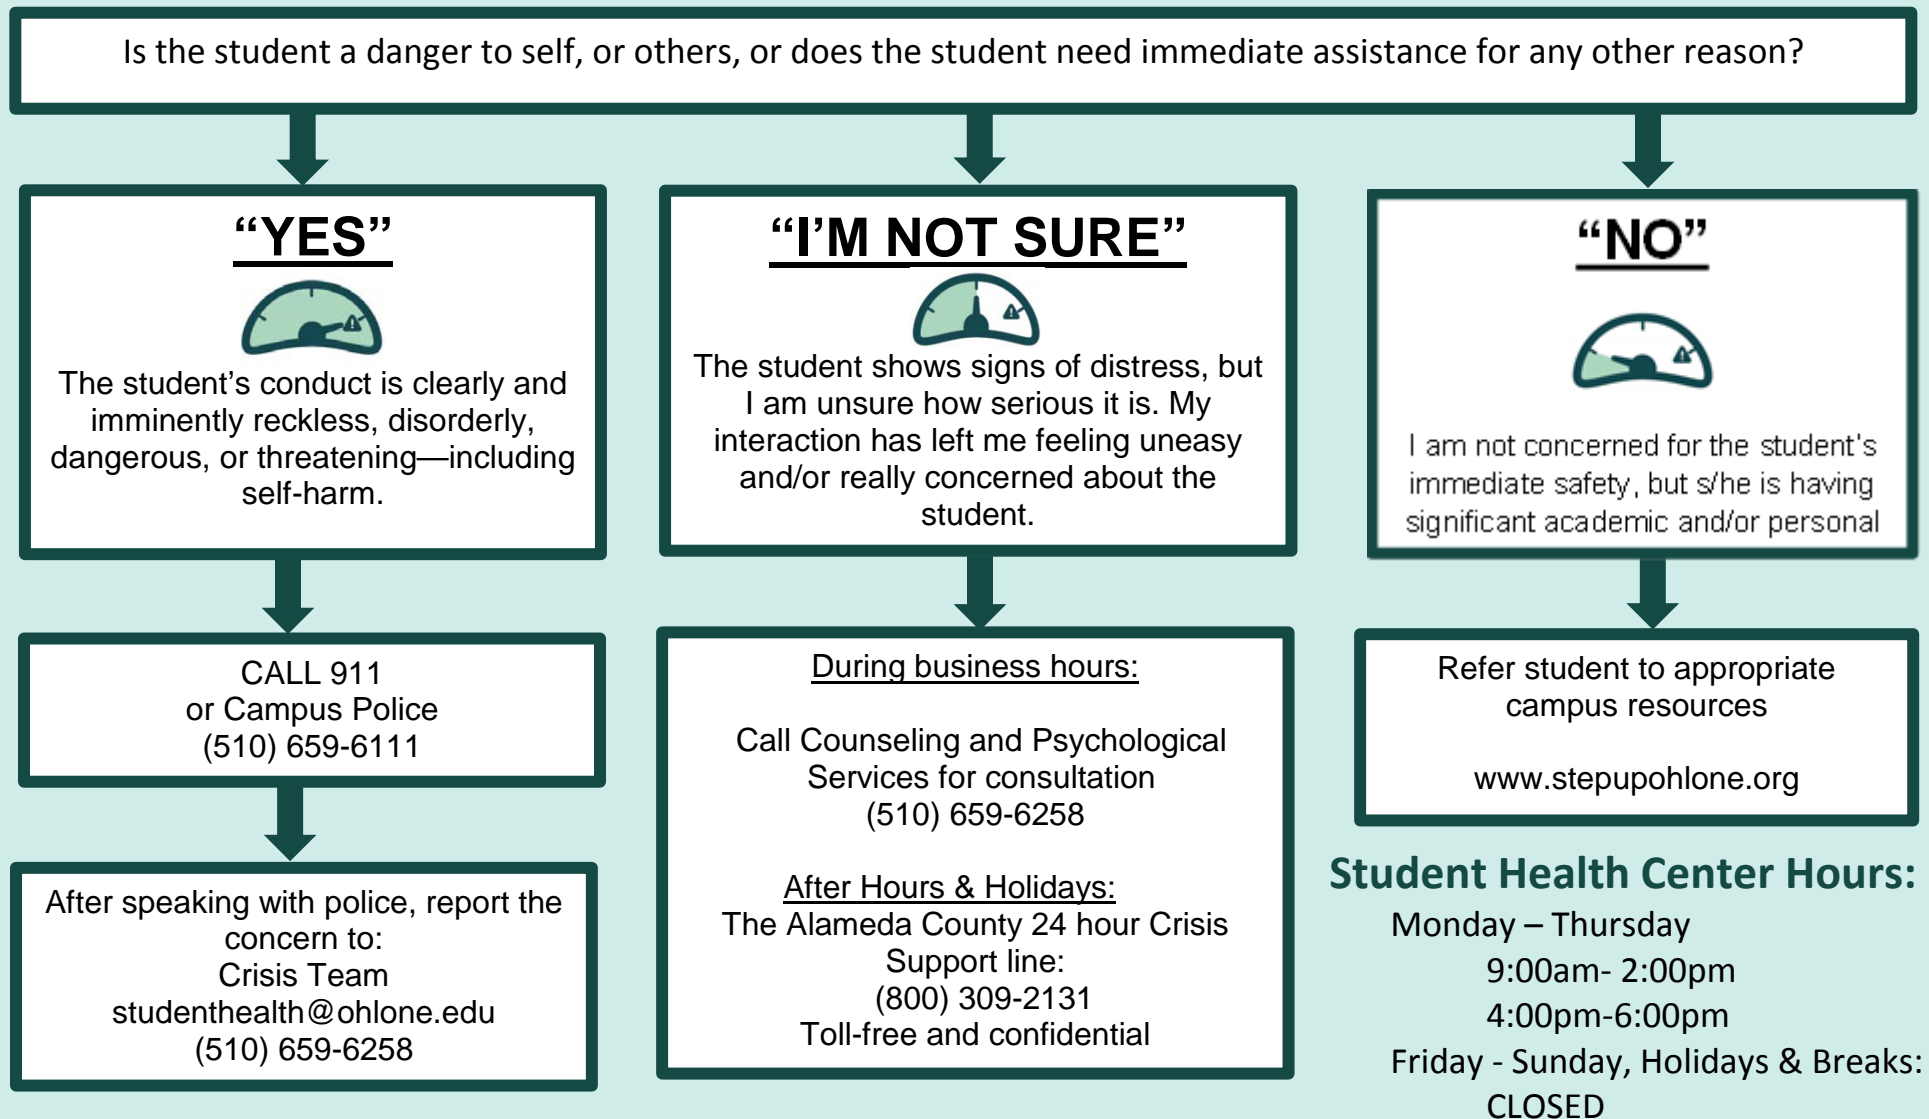 Is the student a danger to self, or others, or does the student need immediate assistance for any other reason?
“YES”
The student’s conduct is clearly and
imminently reckless, disorderly,
dangerous, or threatening—including
self-harm.
CALL 911
or Campus Police
(510) 659-6111
After speaking with police, report the
concern to:
Crisis Team
studenthealth@ohlone.edu
(510) 659-6258
“I’M NOT SURE”
The student shows signs of distress, but
I am unsure how serious it is. My
interaction has left me feeling uneasy
and/or really concerned about the
student.
During business hours:
Call Counseling and Psychological
Services for consultation
(510) 659-6258
After Hours & Holidays:
The Alameda County 24 hour Crisis
Support line:
(800) 309-2131
Toll-free and confidential
“NO”
I am not concerned for the student's
immediate safety, but s/he is having
significant academic and/or personal
Refer student to appropriate
campus resources
www.stepupohlone.org
Student Health Center Hours:
Monday – Thursday
9:00am- 2:00pm
4:00pm-6:00pm
Friday - Sunday, Holidays & Breaks:
CLOSED